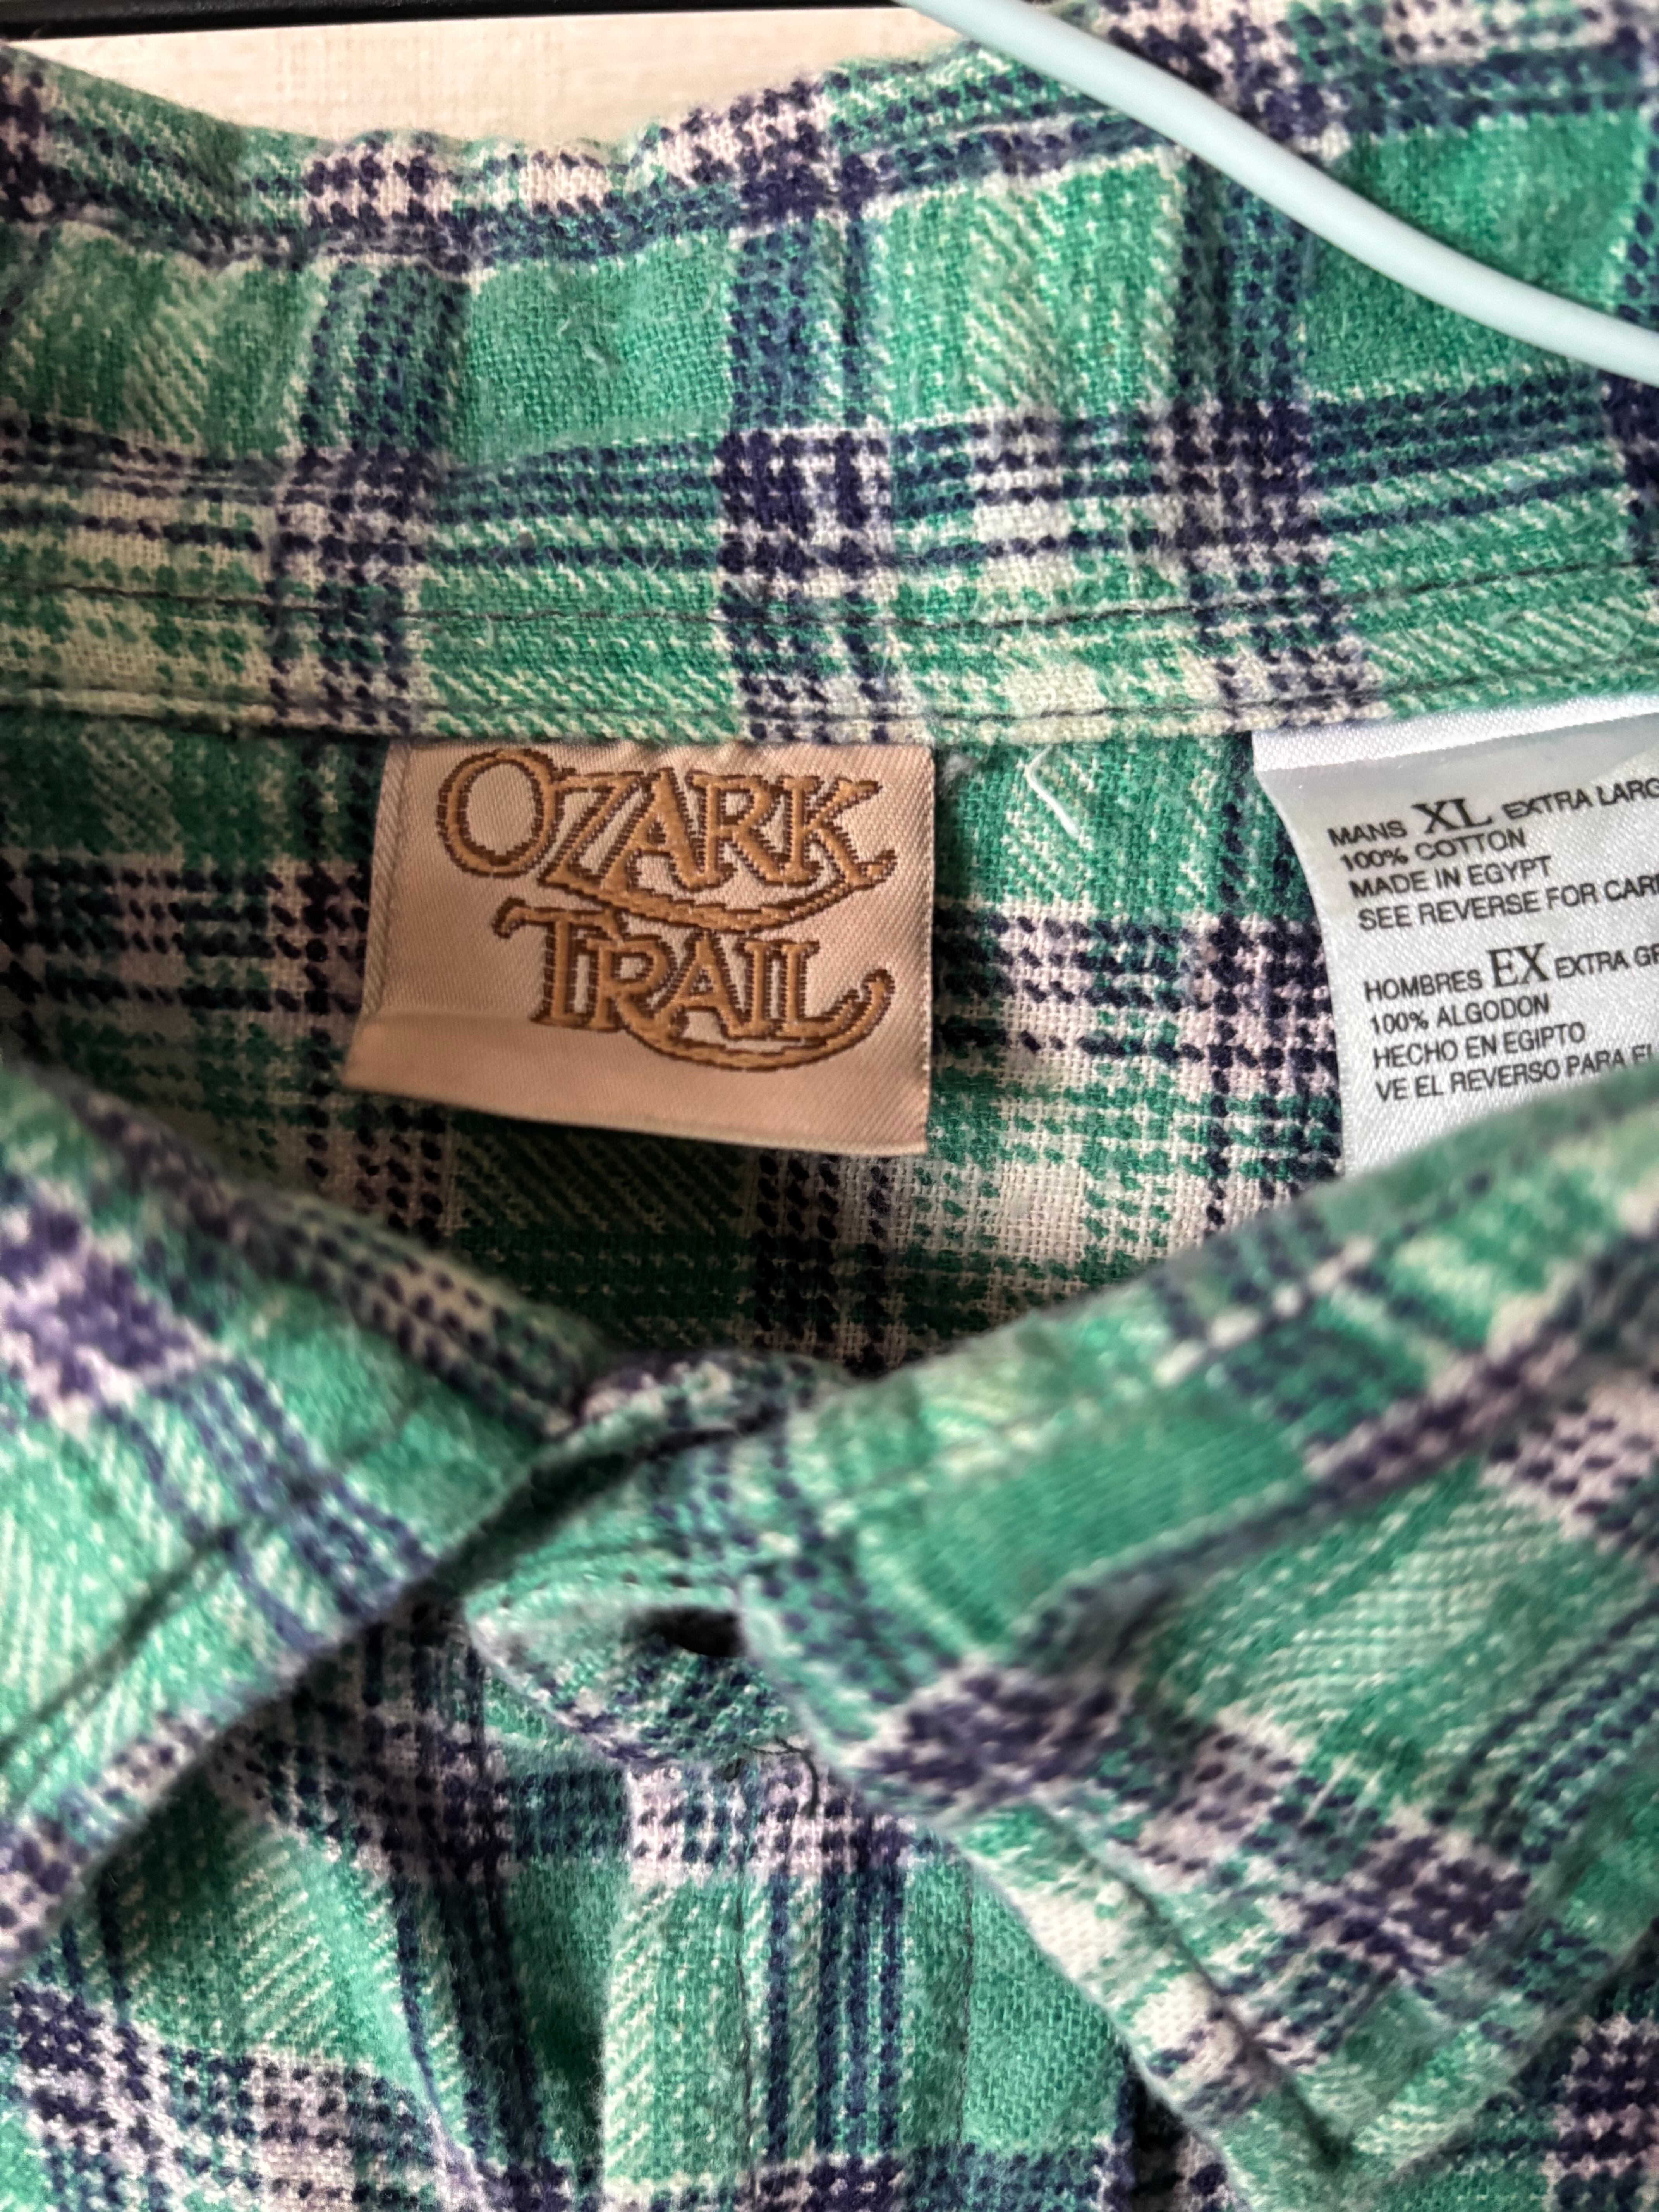 OZARK
TRAIL
MANS XL EXTRA
100% COTTON
MADE IN EGYPT
SEE REVERSE FOR
HOMBRES EX EXTRA
100% ALGODON
HECHO EN EGIPTO
VE EL REVERSO PARA